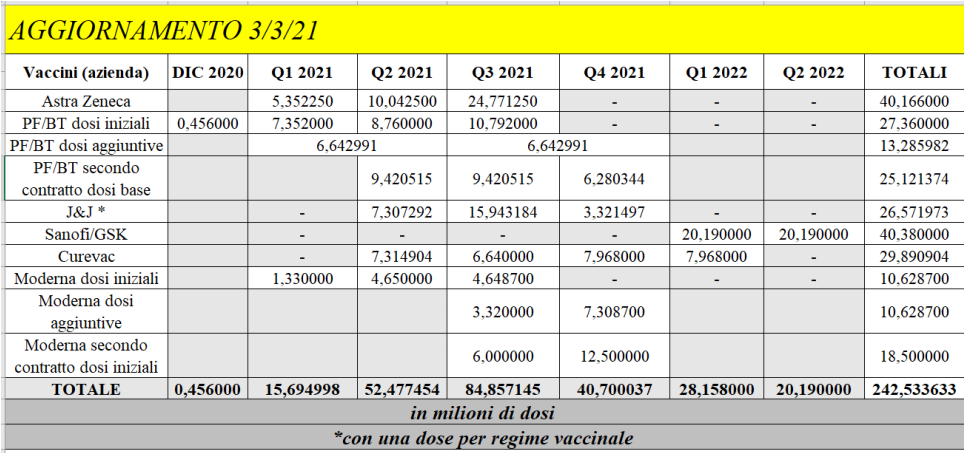 AGGIORNAMENTO 3/3/21
Vaccini (azienda) DIC 2020 Q1 2021 Q2 2021 Q3 2021 Q4 2021 Q1 2022 Q2 2022 TOTALI
Astra Zeneca 5,352250 10,042500 24,771250 - - - 40,166000
PF/BT dosi iniziali 0,456000 7,352000 8,760000 10,792000 - - - 27,360000
PF/BT dosi aggiuntive 6,642991 6,642991 13,285982
PF/BT secondo
contratto dosi base 9,420515 9,420515 6,280344 25,121374
J&J * - 7,307292 15,943184 3,321497 - - 26,571973
Sanofi/GSK - - - - 20,190000 20,190000 40,380000
Curevac - 7,314904 6,640000 7,968000 7,968000 - 29,890904
Moderna dosi iniziali 1,330000 4,650000 4,648700 - - - 10,628700
Moderna dosi
aggiuntive 3,320000 7,308700 10,628700
Moderna secondo
contratto dosi iniziali 6,000000 12,500000 18,500000
TOTALE 0,456000 15,694998 52,477454 84,857145 40,700037 28,158000 20,190000 242,533633
in milioni di dosi
*con una dose per regime vaccinale